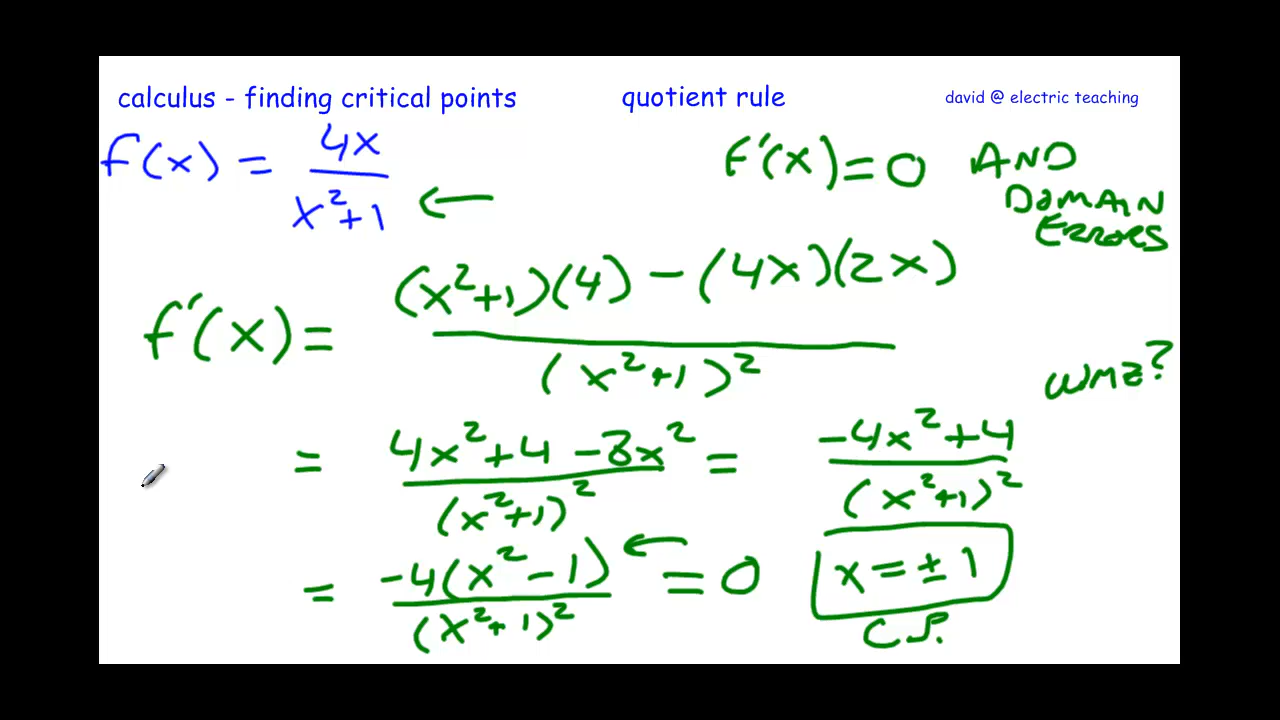 calculus - finding critical points quotient rule david @ electric teaching
f(x) = 4x / x²+1 ←
f'(x) = 0 AND
DOMAIN
ERRORS
f'(x) = (x²+1)(4) − (4x)(2x) / (x²+1)²
WMZ?
= 4x²+4 −8x² / (x²+1)² = −4x²+4 / (x²+1)²
= −4(x²−1) / (x²+1)² ← = 0 x = ± 1
C.P.